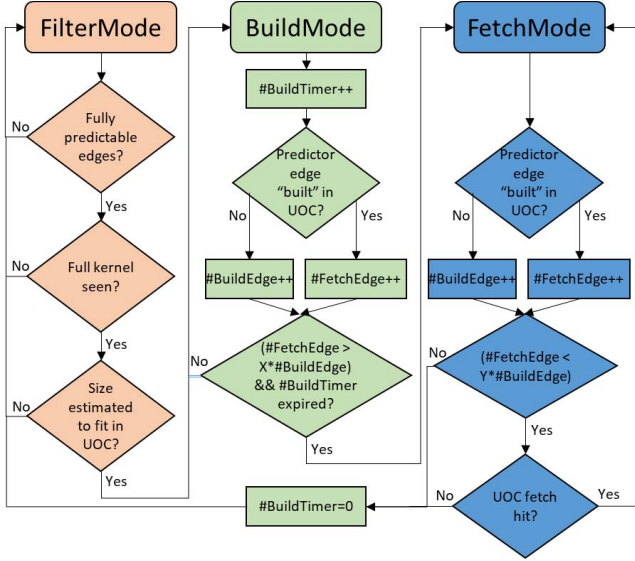 FilterMode
Fully
predictable
edges?
No
Yes
Full kernel
seen?
No
Yes
Size
estimated
to fit in
UOC?
No
Yes
BuildMode
#BuildTimer++
Predictor
edge
“built” in
UOC?
No
Yes
#BuildEdge++
#FetchEdge++
(#FetchEdge >
X*#BuildEdge)
&& #BuildTimer
expired?
No
Yes
#BuildTimer=0
FetchMode
Predictor
edge
“built” in
UOC?
No
Yes
#BuildEdge++
#FetchEdge++
(#FetchEdge <
Y*#BuildEdge)
No
Yes
UOC fetch
hit?
No
Yes